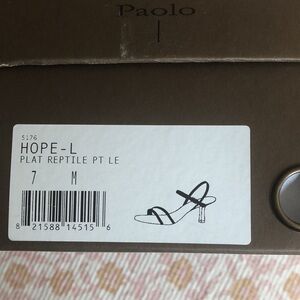 Paolo
5176
HOPE-L
PLAT REPTILE PT LE
7 M
8 21588 14515 6